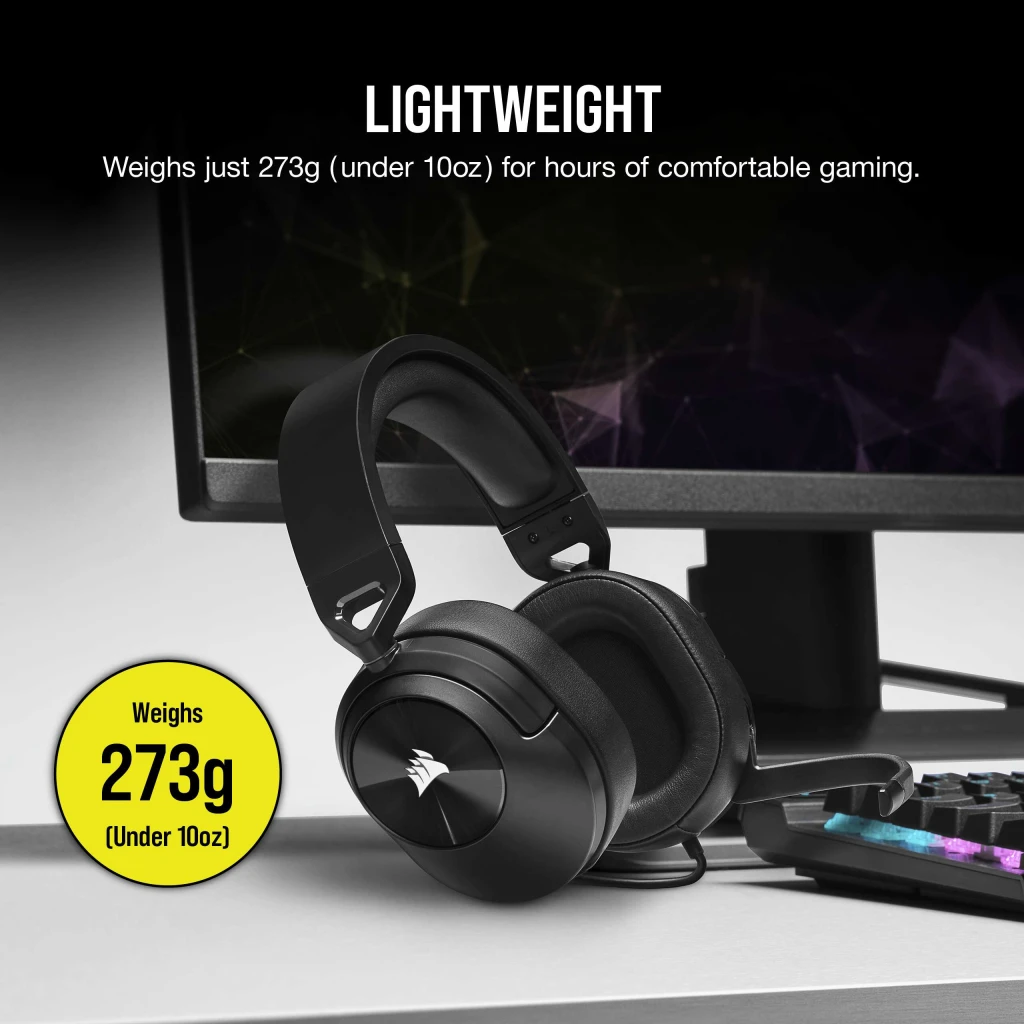 LIGHTWEIGHT
Weighs just 273g (under 10oz) for hours of comfortable gaming.
Weighs
273g
(Under 10oz)